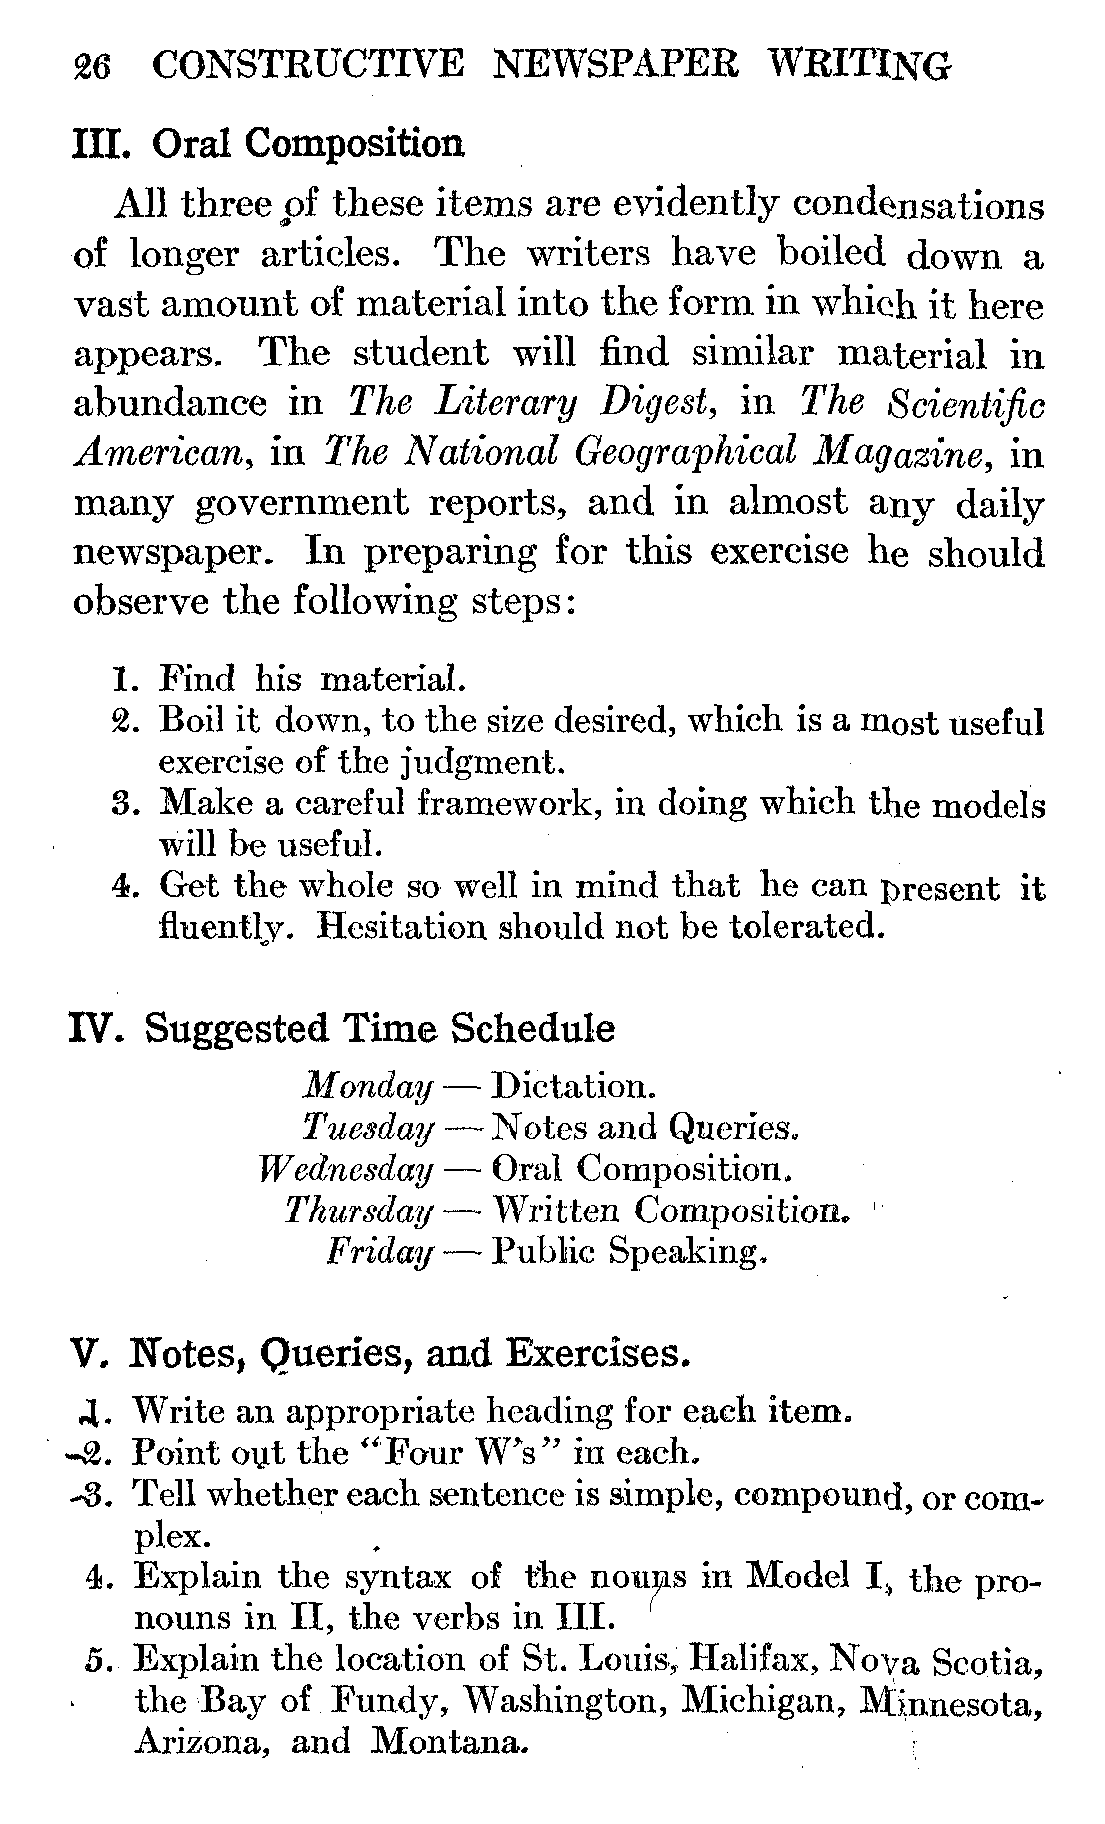 26 CONSTRUCTIVE NEWSPAPER WRITING
III. Oral Composition
All three of these items are evidently condensations
of longer articles. The writers have boiled down a
vast amount of material into the form in which it here
appears. The student will find similar material in
abundance in The Literary Digest, in The Scientific
American, in The National Geographical Magazine, in
many government reports, and in almost any daily
newspaper. In preparing for this exercise he should
observe the following steps:
1. Find his material.
2. Boil it down, to the size desired, which is a most useful
exercise of the judgment.
3. Make a careful framework, in doing which the models
will be useful.
4. Get the whole so well in mind that he can present it
fluently. Hesitation should not be tolerated.
IV. Suggested Time Schedule
Monday — Dictation.
Tuesday — Notes and Queries.
Wednesday — Oral Composition.
Thursday — Written Composition.
Friday — Public Speaking.
V. Notes, Queries, and Exercises.
1. Write an appropriate heading for each item.
2. Point out the "Four W's" in each.
3. Tell whether each sentence is simple, compound, or com-
plex.
4. Explain the syntax of the nouns in Model I, the pro-
nouns in II, the verbs in III.
5. Explain the location of St. Louis, Halifax, Nova Scotia,
the Bay of Fundy, Washington, Michigan, Minnesota,
Arizona, and Montana.